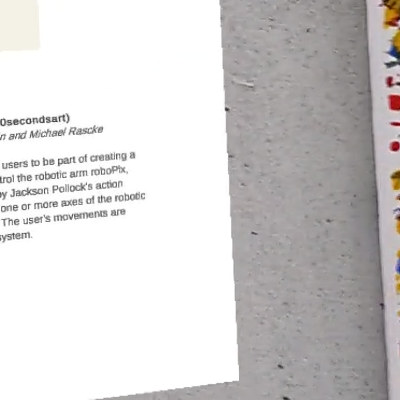 0secondsart)
n and Michael Rascke
users to be part of creating a
trol the robotic arm roboPix,
by Jackson Pollock's action
one or more axes of the robotic
The user's movements are
system.